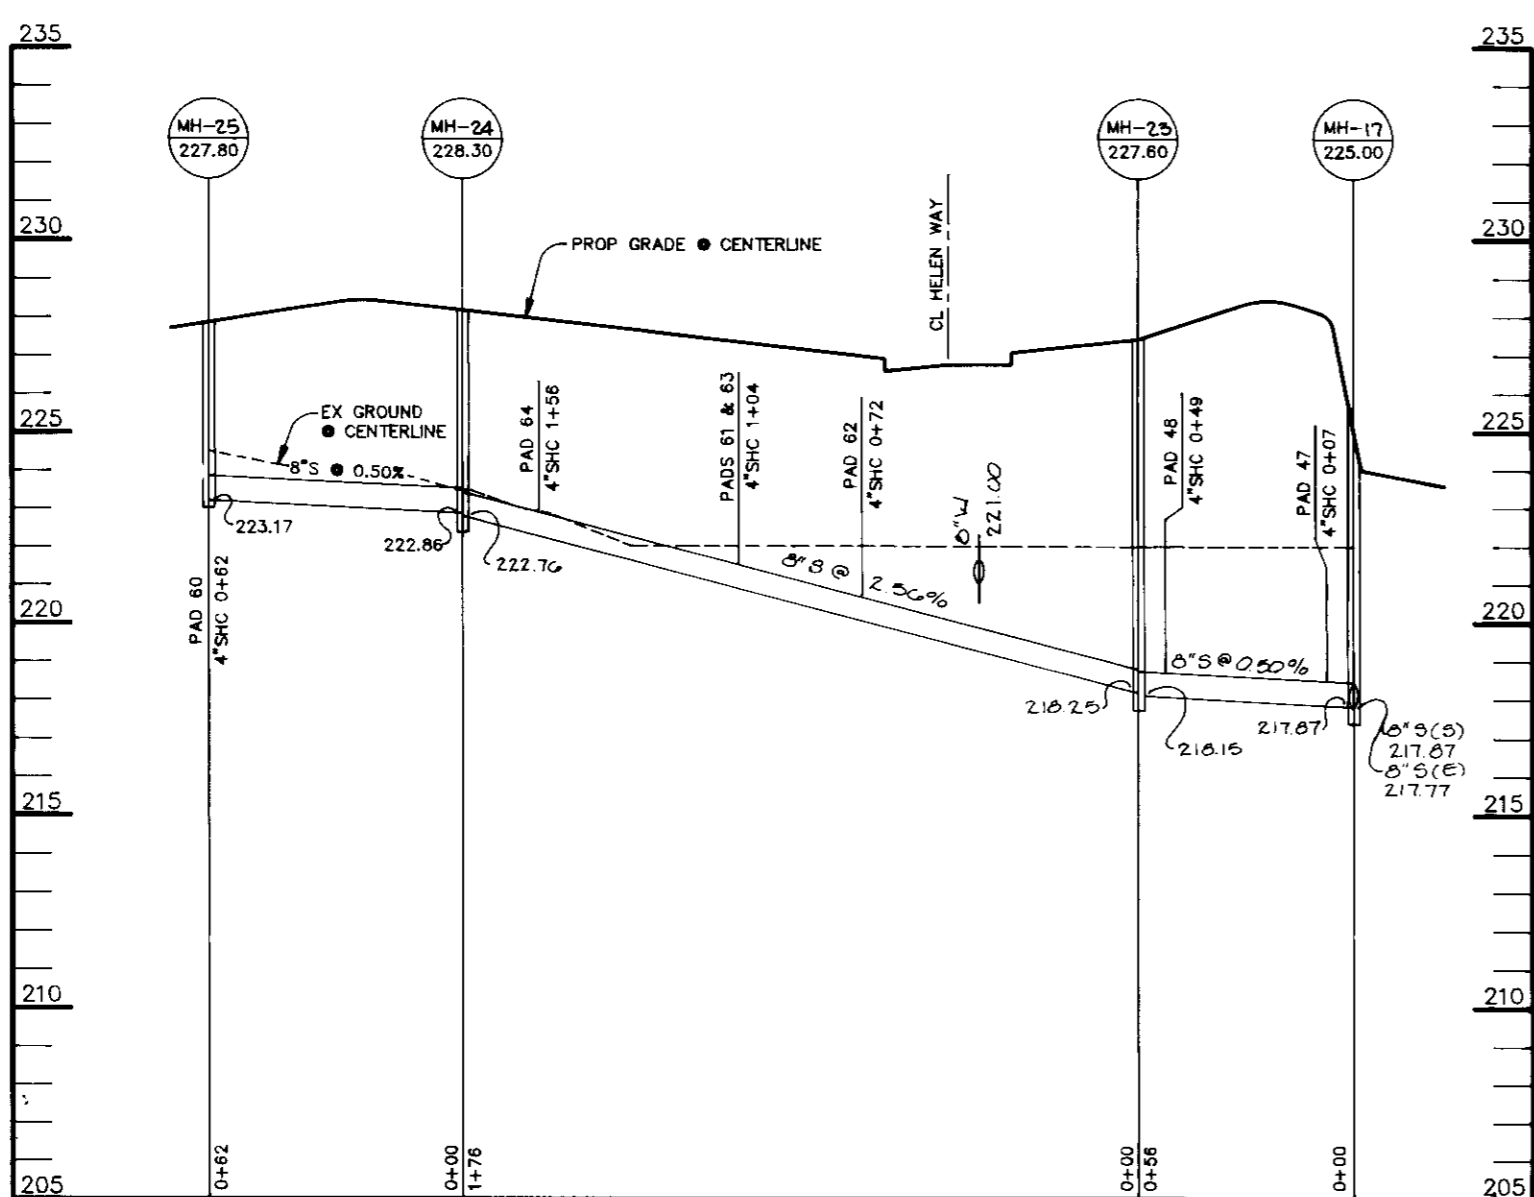 235
235
MH-25
227.80
MH-24
228.30
MH-23
227.60
MH-17
225.00
230
230
PROP GRADE @ CENTERLINE
CL HELEN WAY
225
225
EX GROUND
@ CENTERLINE
8"S @ 0.50%
PAD 64
4"SHC 1+56
PADS 61 & 63
4"SHC 1+04
PAD 62
4"SHC 0+72
8"W
221.00
PAD 48
4"SHC 0+49
PAD 47
4"SHC 0+07
223.17
222.86
222.76
8"S @ 2.56%
220
220
PAD 60
4"SHC 0+62
8"S @ 0.50%
218.25
218.15
217.87
8"S(S)
217.87
8"S(E)
217.77
215
215
210
210
205
205
0+62
0+00
1+76
0+00
0+56
0+00